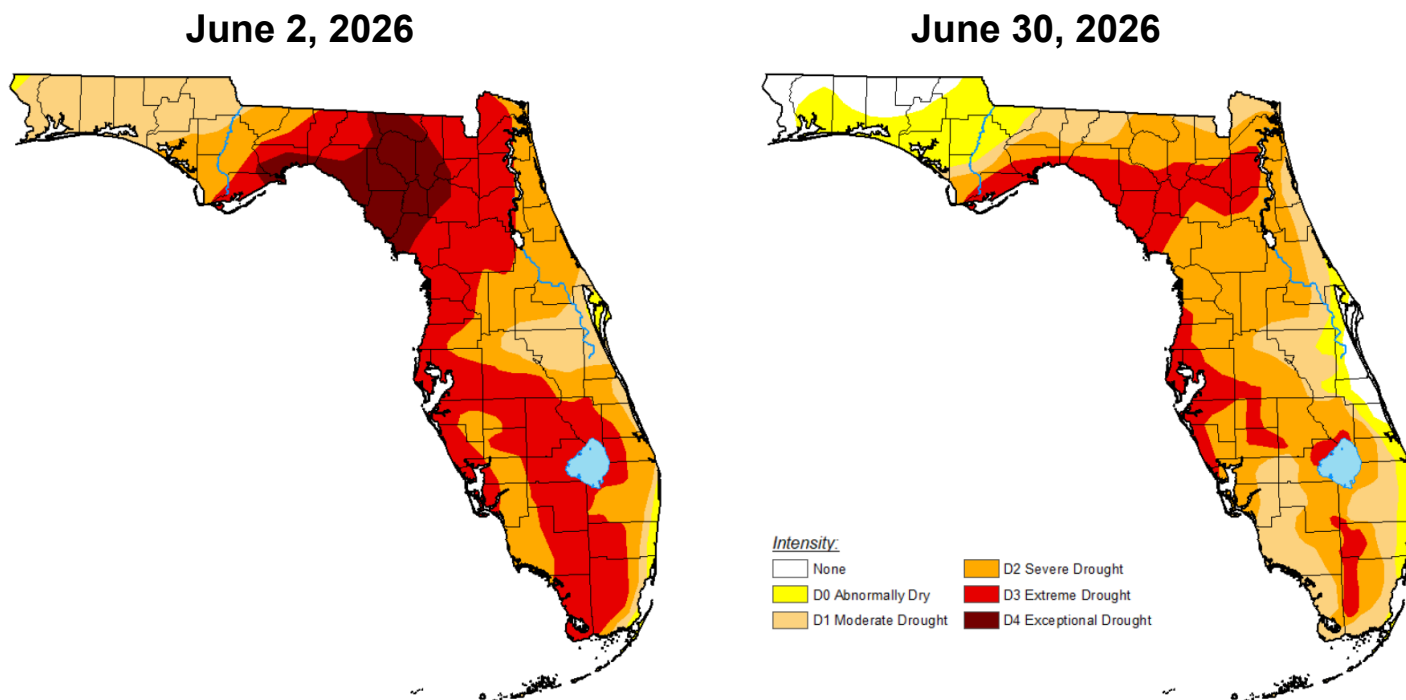 June 2, 2026
June 30, 2026
Intensity:
None
D0 Abnormally Dry
D1 Moderate Drought
D2 Severe Drought
D3 Extreme Drought
D4 Exceptional Drought